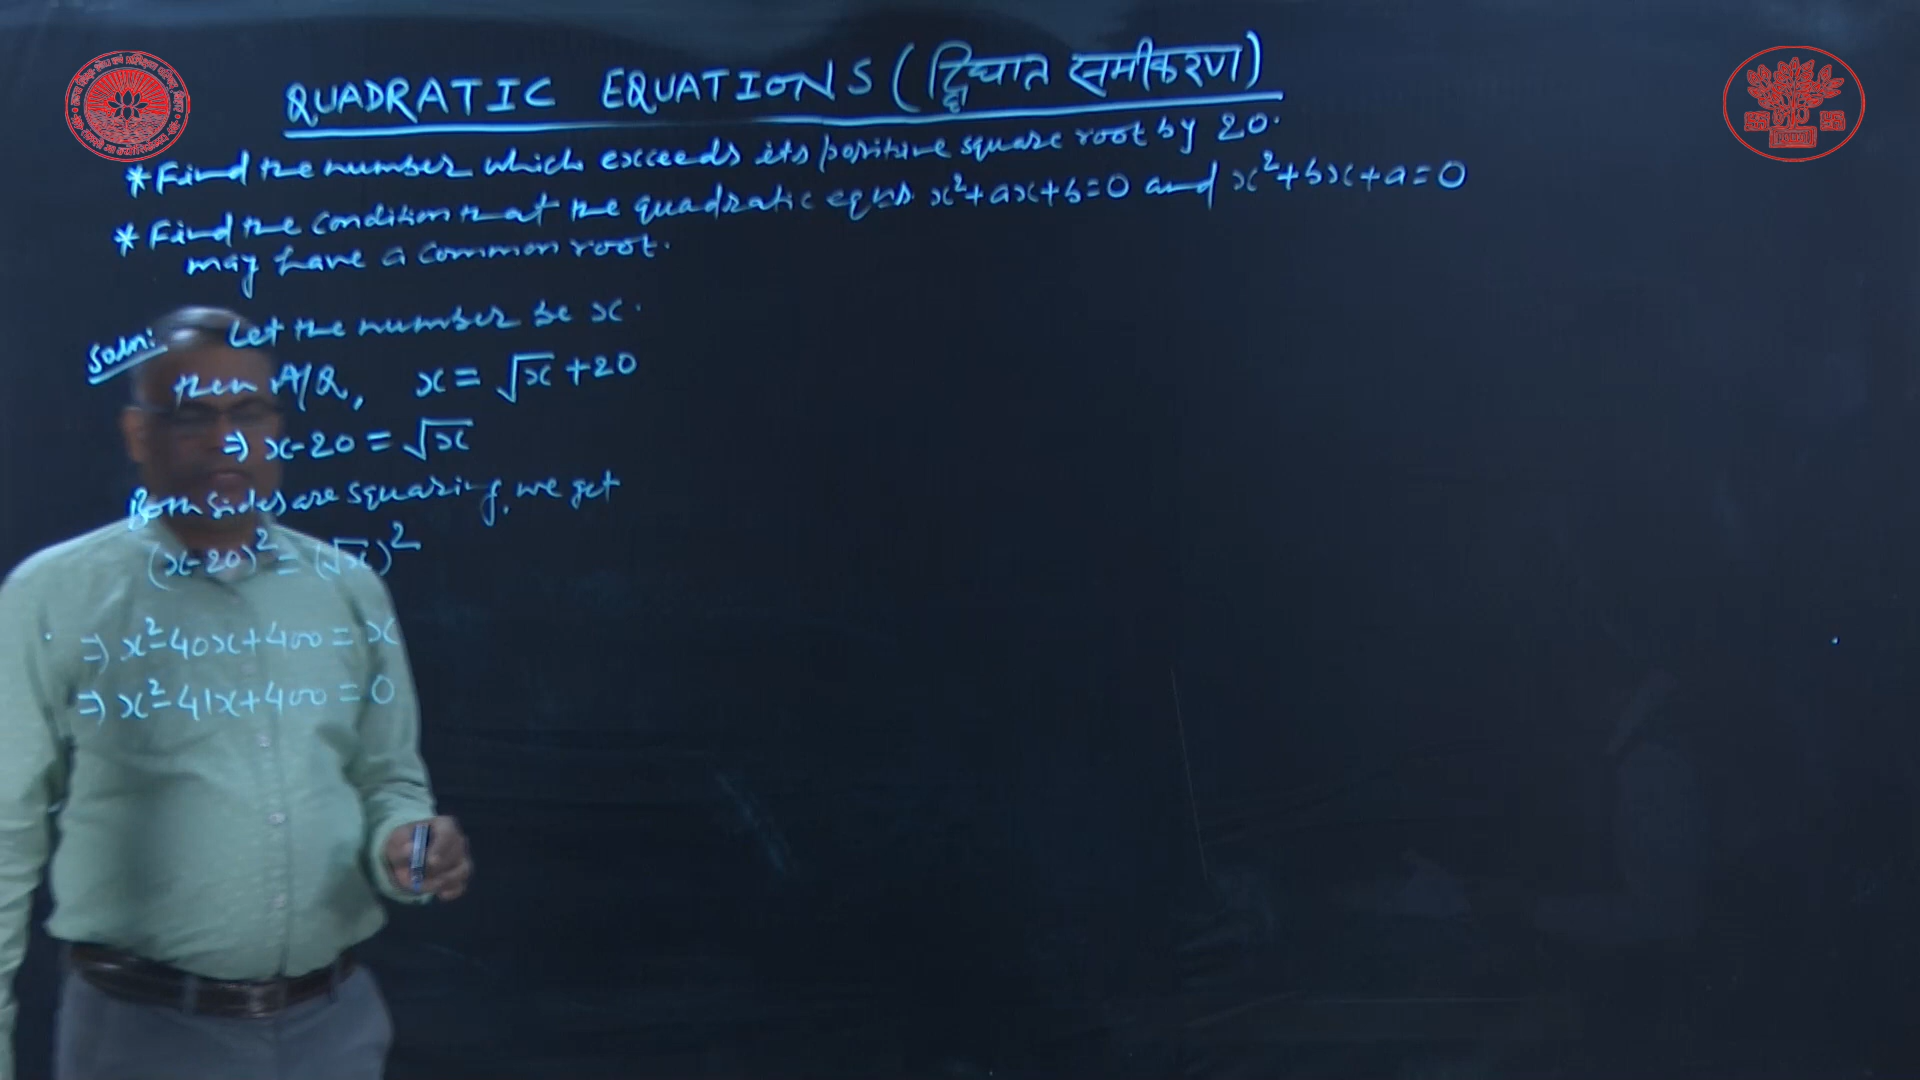 QUADRATIC EQUATIONS (द्विघात समीकरण)
* Find the number which exceeds its positive square root by 20.
* Find the condition that the quadratic eqns. x²+ax+b=0 and x²+bx+a=0
may have a common root.
Soln: Let the number be x.
then A/Q, x = √x + 20
⇒ x-20 = √x
Both sides are squaring, we get
(x-20)² = (√x)²
⇒ x²-40x+400 = x
⇒ x²-41x+400 = 0